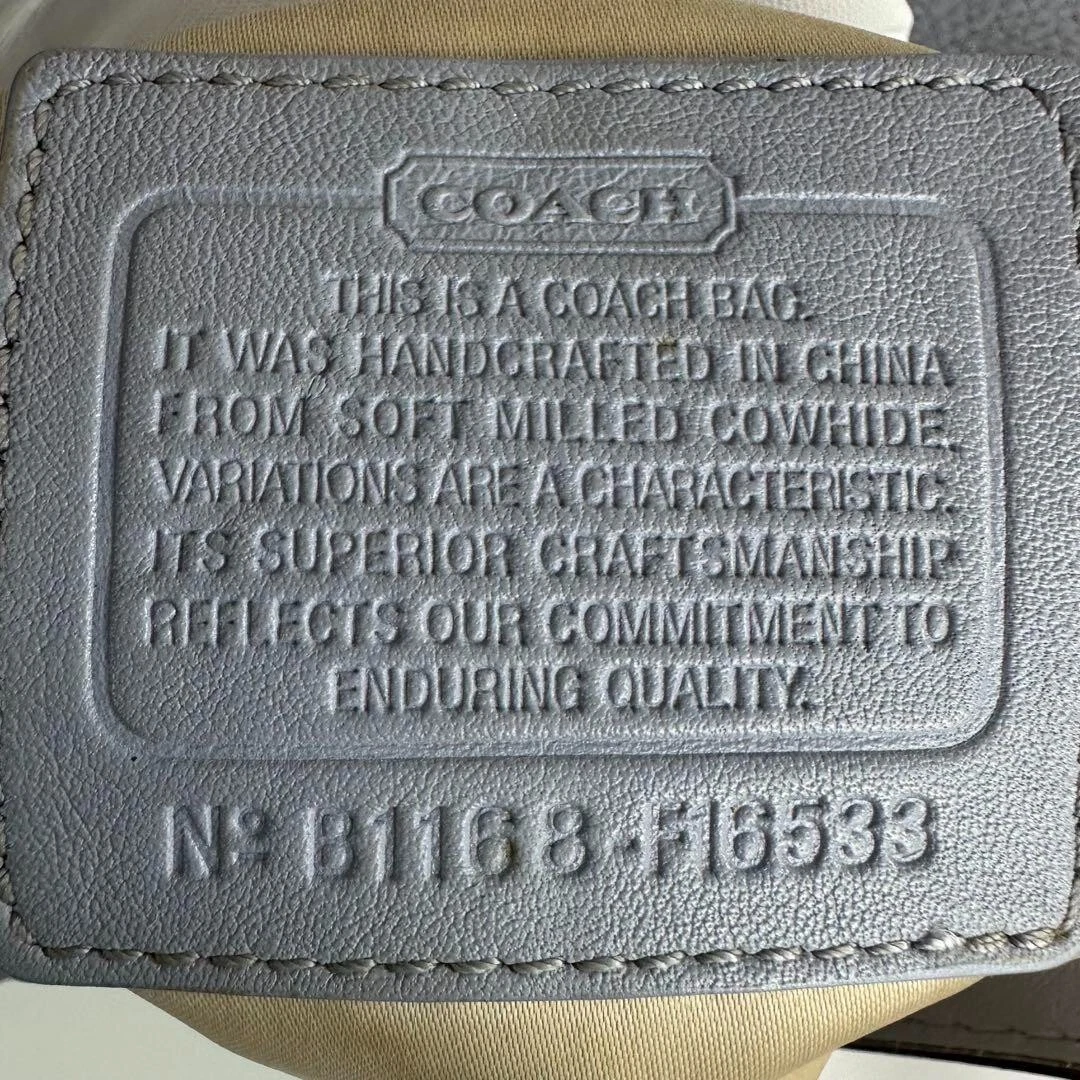 COACH
THIS IS A COACH BAG.
IT WAS HANDCRAFTED IN CHINA
FROM SOFT MILLED COWHIDE.
VARIATIONS ARE A CHARACTERISTIC.
ITS SUPERIOR CRAFTSMANSHIP
REFLECTS OUR COMMITMENT TO
ENDURING QUALITY.
Nº B1168-F16533